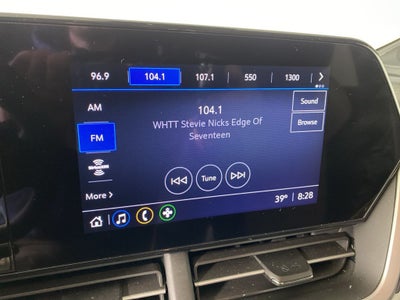 96.9 104.1 107.1 550 1300
AM
104.1
Sound
WHTT Stevie Nicks Edge Of
Seventeen
Browse
FM
SIRIUSXM
Tune
More >
39° 8:28